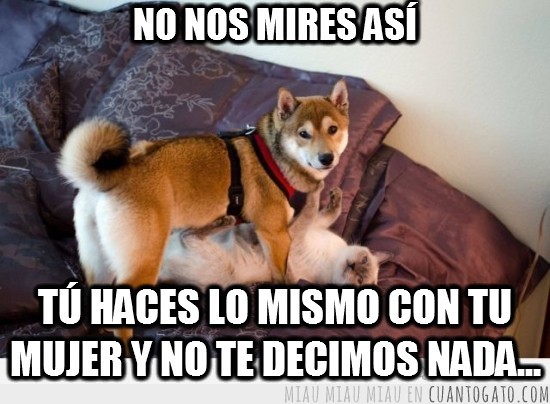 NO NOS MIRES ASÍ
TÚ HACES LO MISMO CON TU
MUJER Y NO TE DECIMOS NADA...
MIAU MIAU MIAU EN CUANTOGATO.COM